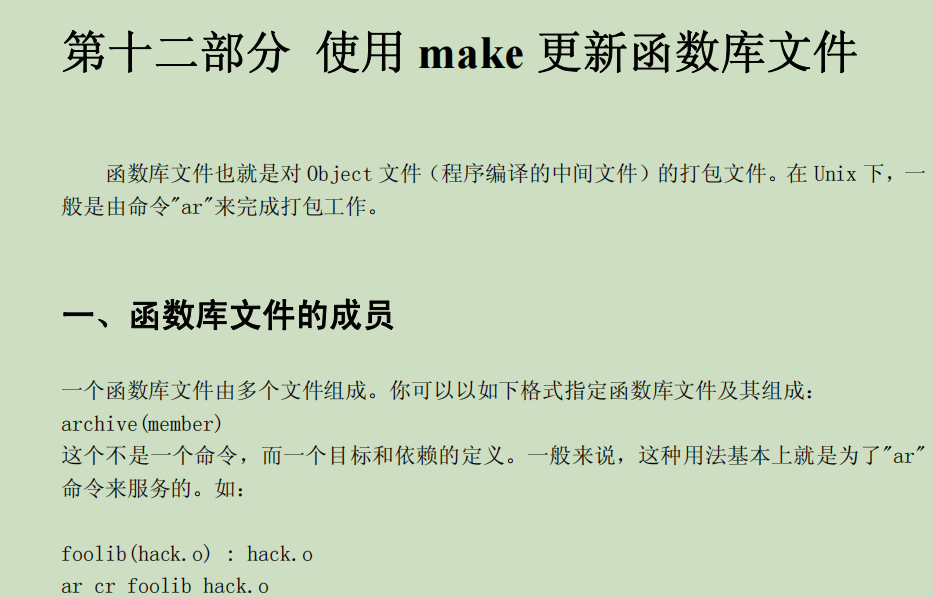 第十二部分 使用 make 更新函数库文件
函数库文件也就是对 Object 文件（程序编译的中间文件）的打包文件。在 Unix 下，一
般是由命令"ar"来完成打包工作。
一、函数库文件的成员
一个函数库文件由多个文件组成。你可以以如下格式指定函数库文件及其组成：
archive(member)
这个不是一个命令，而一个目标和依赖的定义。一般来说，这种用法基本上就是为了"ar"
命令来服务的。如：
foolib(hack.o) : hack.o
ar cr foolib hack.o